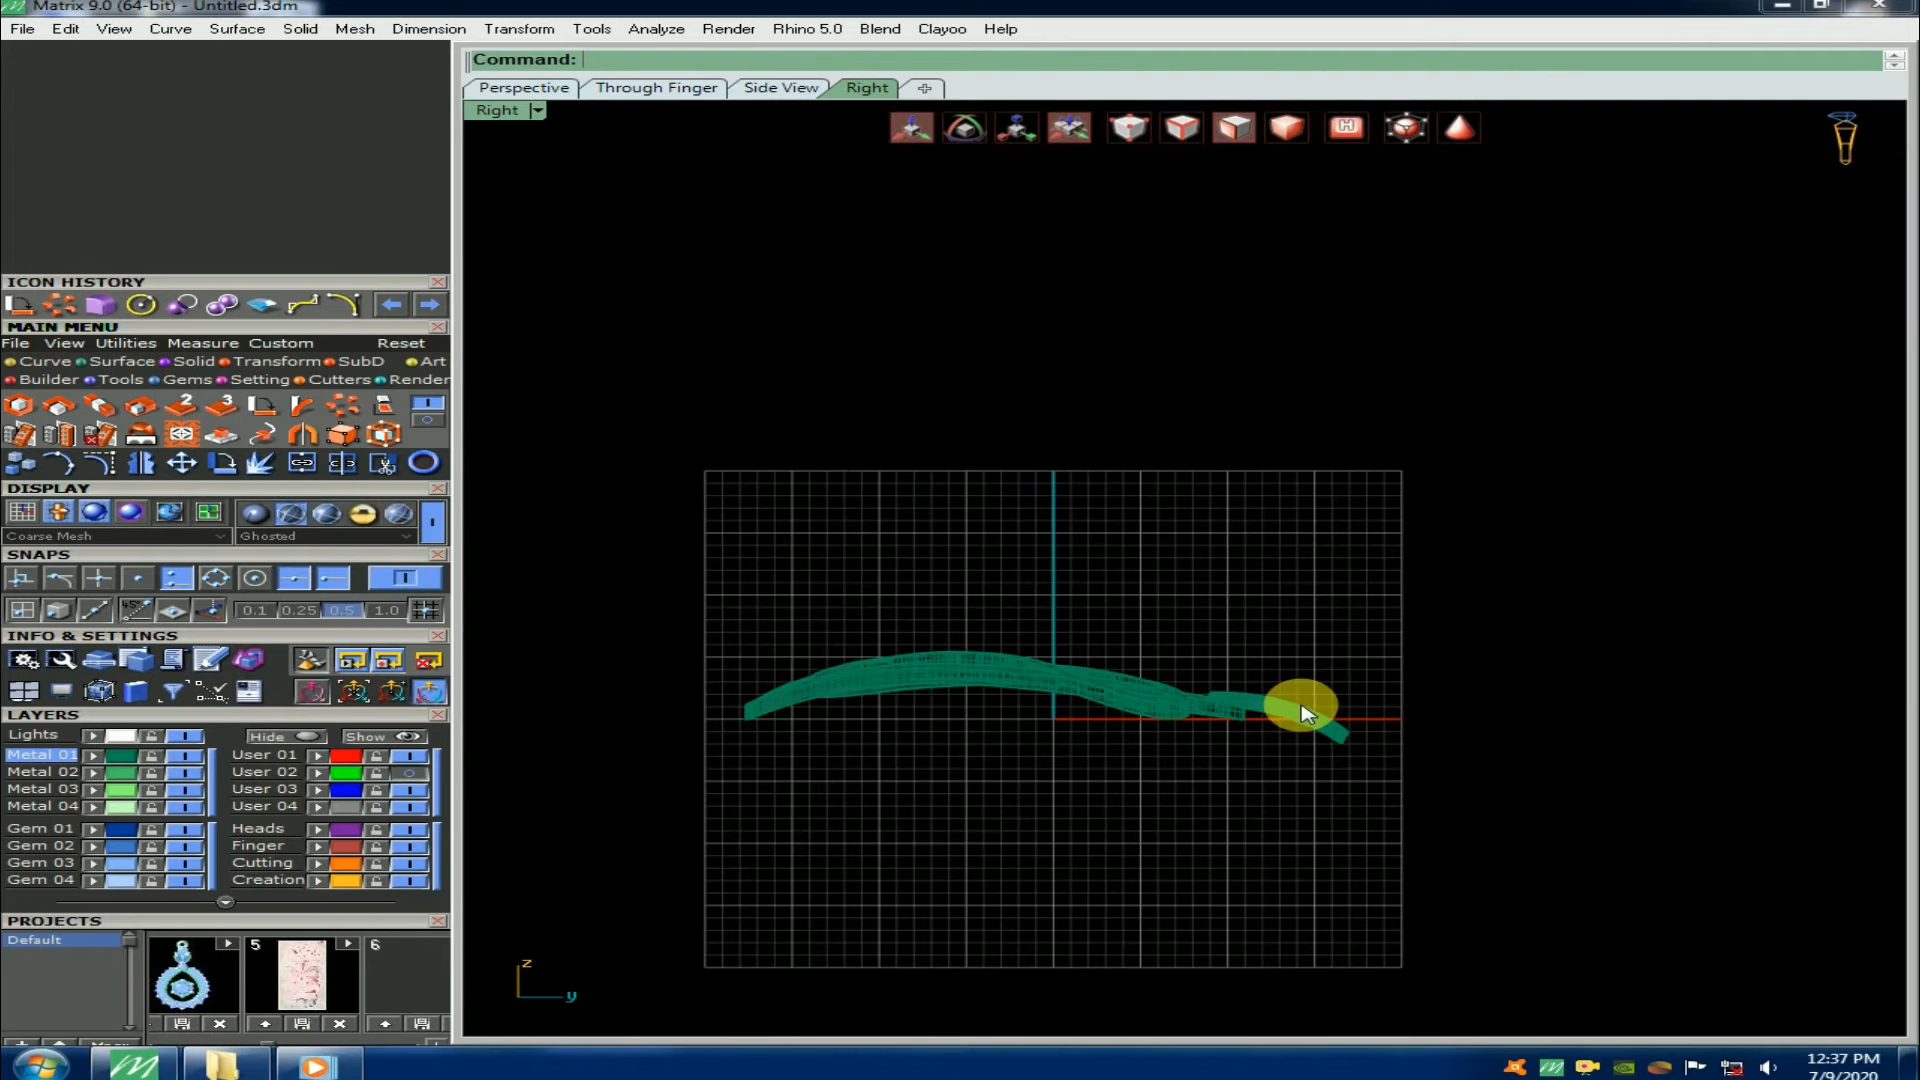 Matrix 9.0 (64-bit) - Untitled.3dm
File Edit View Curve Surface Solid Mesh Dimension Transform Tools Analyze Render Rhino 5.0 Blend Clayoo Help
Command:
Perspective Through Finger Side View Right
Right
ICON HISTORY
MAIN MENU
File View Utilities Measure Custom Reset
Curve Surface Solid Transform SubD Art
Builder Tools Gems Setting Cutters Render
2 3
DISPLAY
Coarse Mesh Ghosted
SNAPS
45°
0.1 0.25 0.5 1.0
INFO & SETTINGS
LAYERS
Lights Hide Show
Metal 01 User 01
Metal 02 User 02
Metal 03 User 03
Metal 04 User 04
Gem 01 Heads
Gem 02 Finger
Gem 03 Cutting
Gem 04 Creation
PROJECTS
Default 5 6
z
y
12:37 PM
7/9/2020